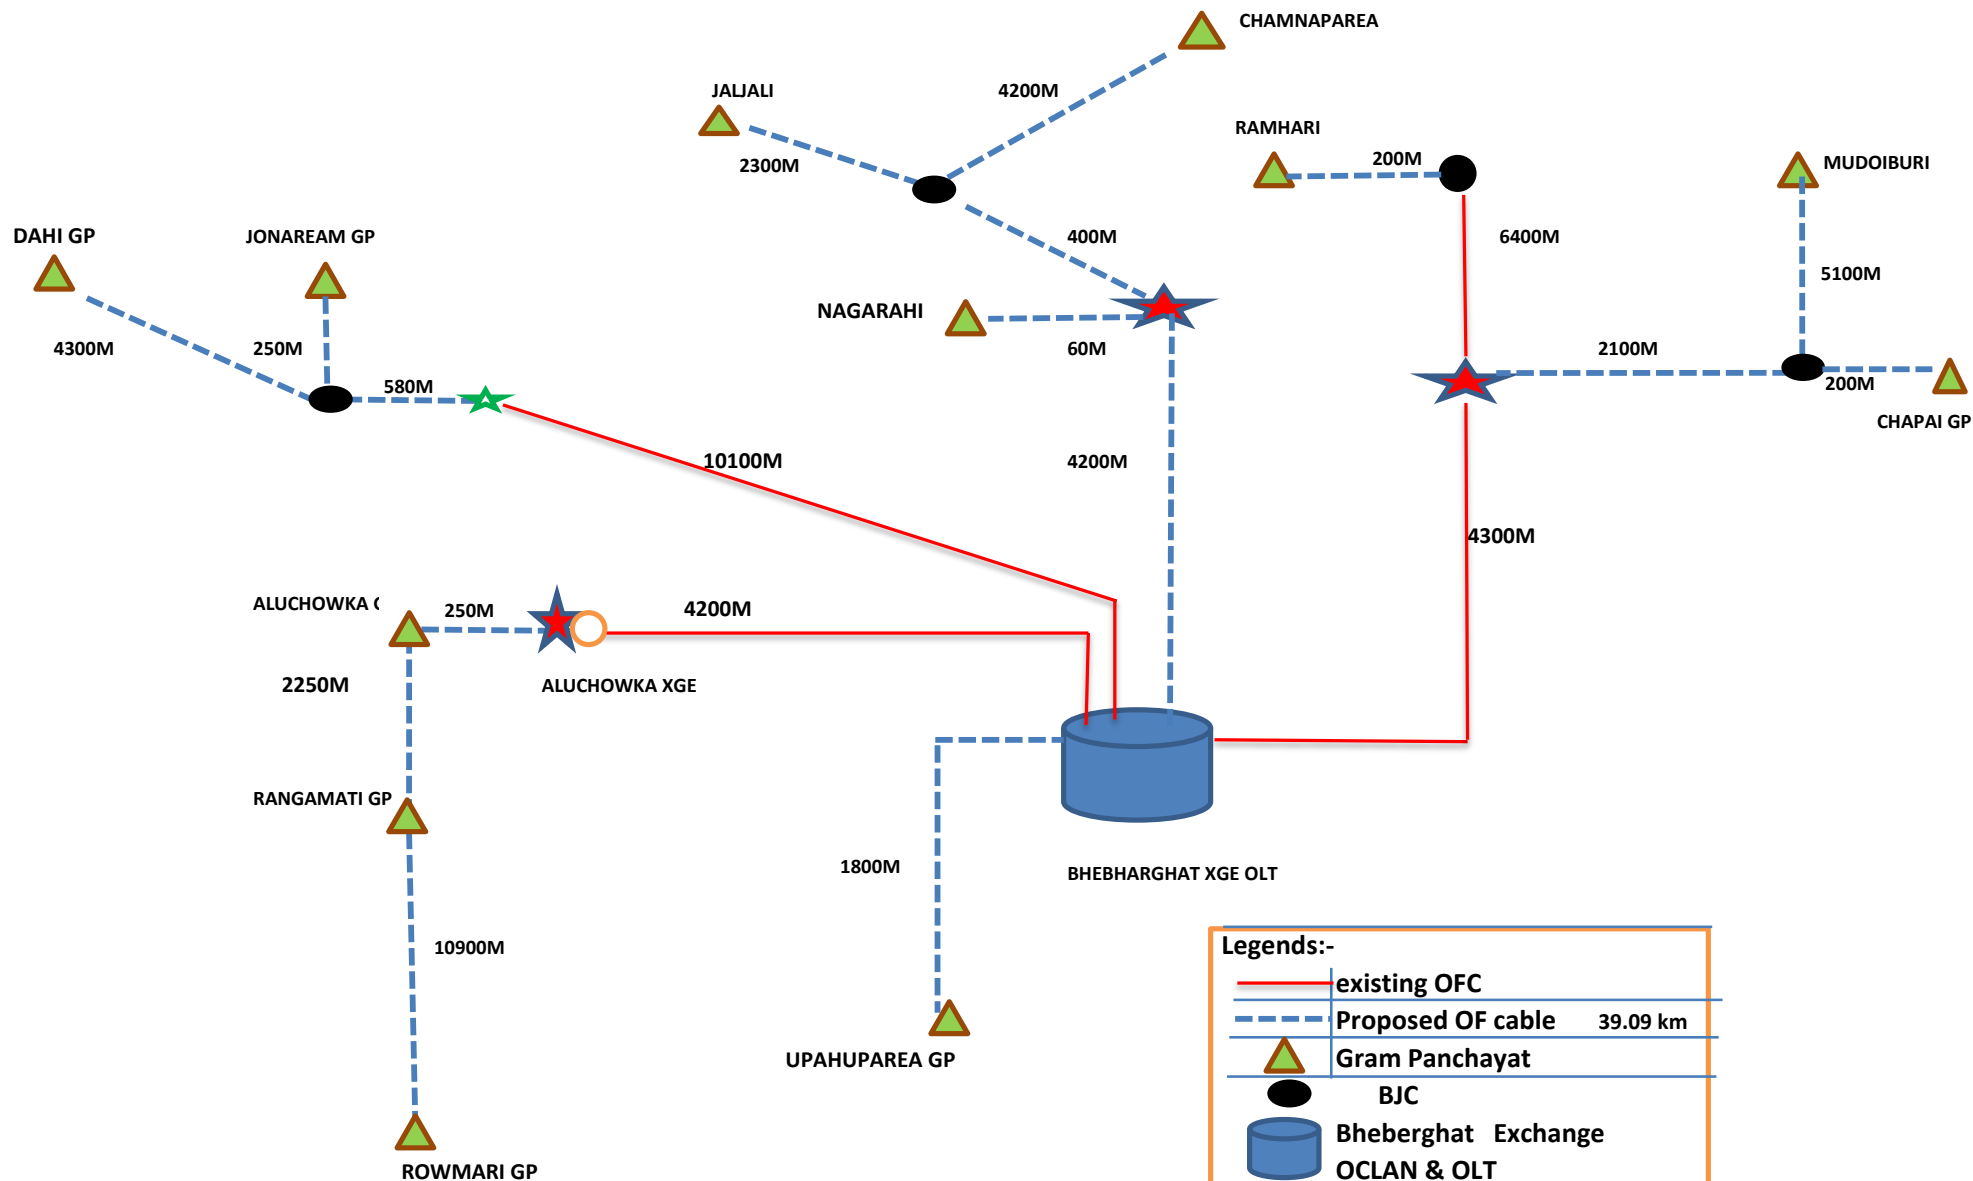 CHAMNAPAREA
JALJALI
4200M
RAMHARI
2300M
200M
MUDOIBURI
DAHI GP
JONAREAM GP
400M
6400M
5100M
NAGARAHI
4300M
250M
60M
2100M
580M
200M
CHAPAI GP
10100M
4200M
4300M
ALUCHOWKA
250M
4200M
2250M
ALUCHOWKA XGE
RANGAMATI GP
1800M
BHEBHARGHAT XGE OLT
10900M
Legends:-
existing OFC
Proposed OF cable 39.09 km
UPAHUPAREA GP
Gram Panchayat
BJC
Bheberghat Exchange
OCLAN & OLT
ROWMARI GP